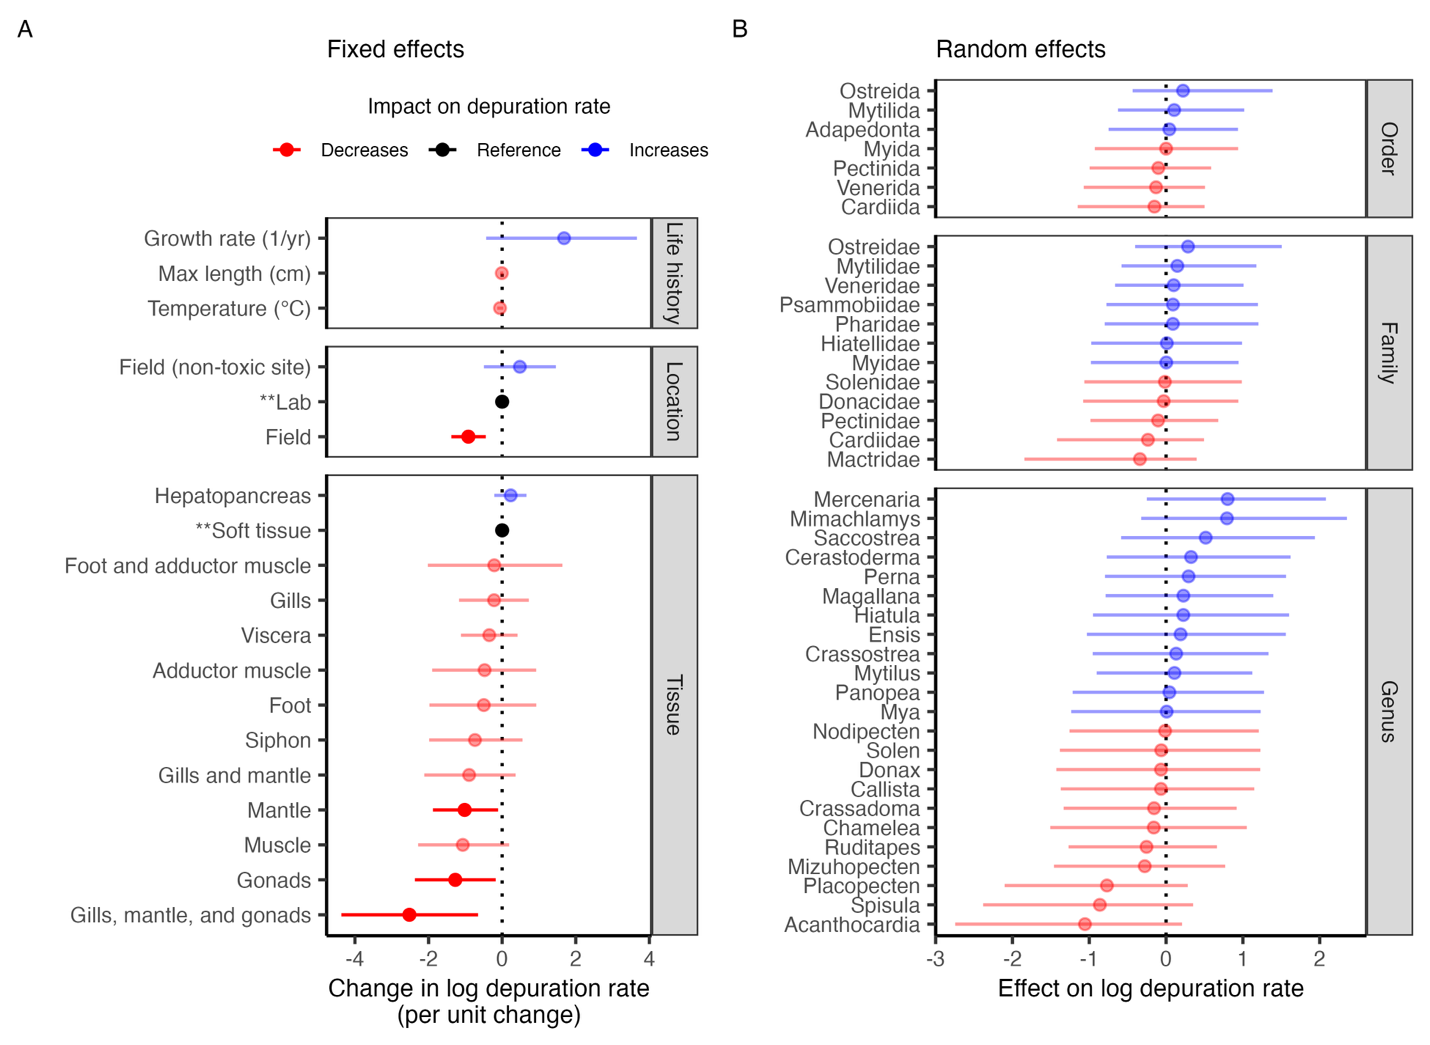 A
Fixed effects
Impact on depuration rate
Decreases
Reference
Increases
Growth rate (1/yr)
Max length (cm)
Temperature (°C)
Life history
Field (non-toxic site)
**Lab
Field
Location
Hepatopancreas
**Soft tissue
Foot and adductor muscle
Gills
Viscera
Adductor muscle
Foot
Siphon
Gills and mantle
Mantle
Muscle
Gonads
Gills, mantle, and gonads
Tissue
-4 -2 0 2 4
Change in log depuration rate
(per unit change)
B
Random effects
Ostreida
Mytilida
Adapedonta
Myida
Pectinida
Venerida
Cardiida
Order
Ostreidae
Mytilidae
Veneridae
Psammobiidae
Pharidae
Hiatellidae
Myidae
Solenidae
Donacidae
Pectinidae
Cardiidae
Mactridae
Family
Mercenaria
Mimachlamys
Saccostrea
Cerastoderma
Perna
Magallana
Hiatula
Ensis
Crassostrea
Mytilus
Panopea
Mya
Nodipecten
Solen
Donax
Callista
Crassadoma
Chamelea
Ruditapes
Mizuhopecten
Placopecten
Spisula
Acanthocardia
Genus
-3 -2 -1 0 1 2
Effect on log depuration rate